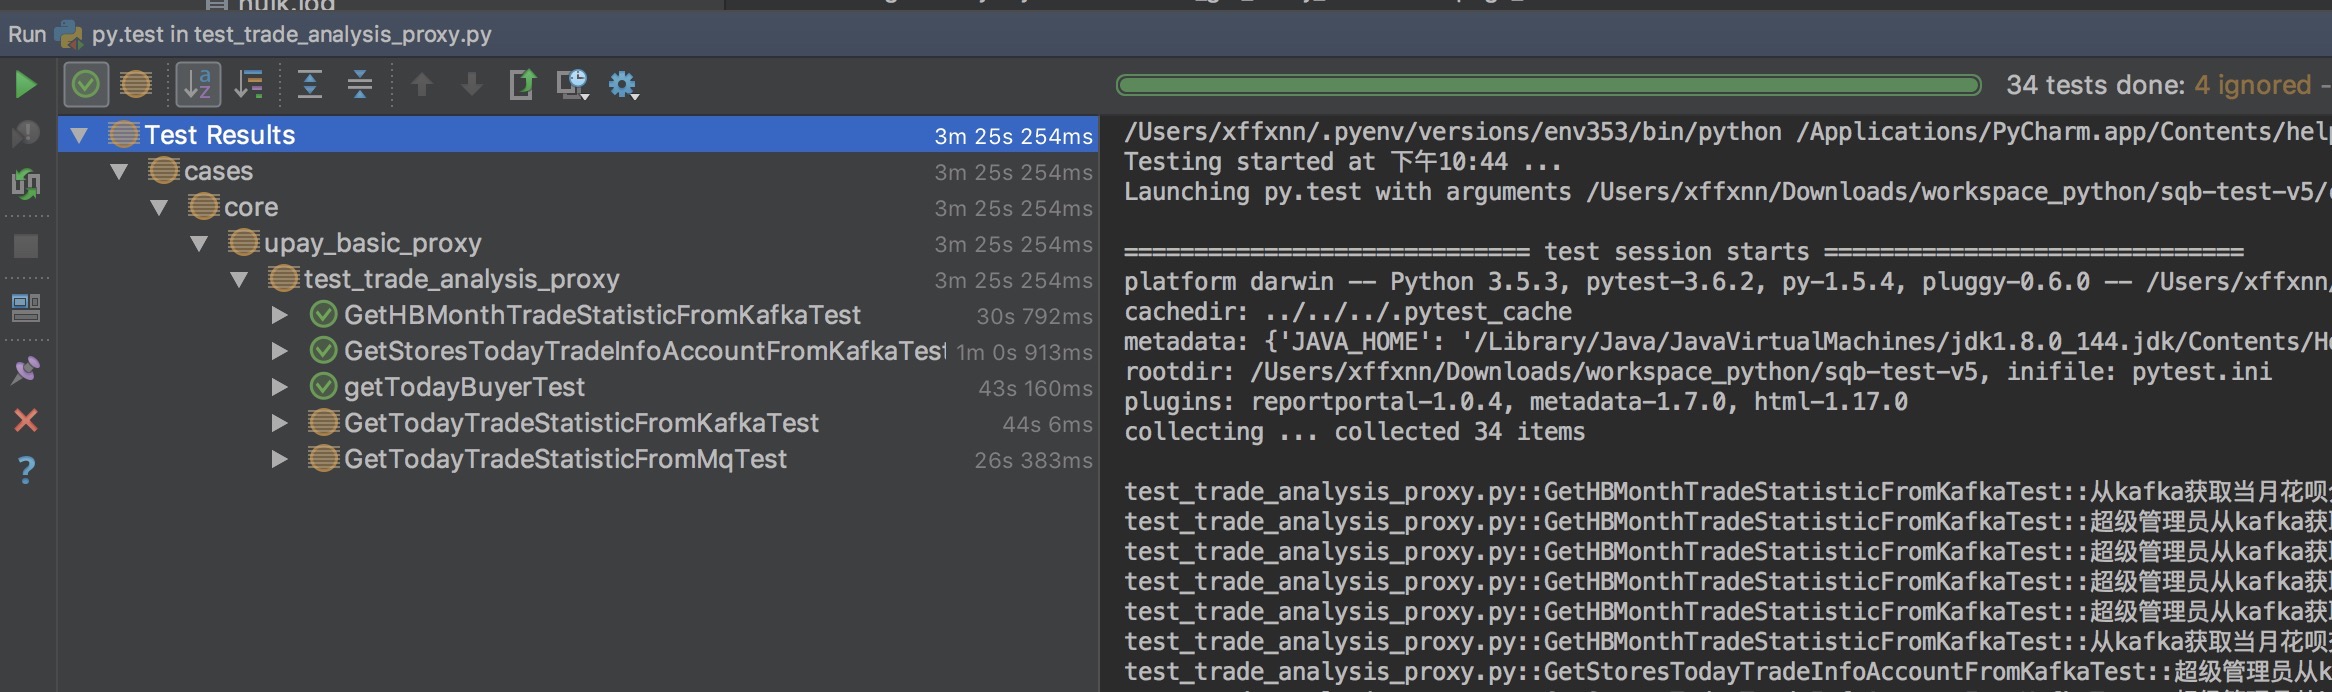 hulk.log
Run py.test in test_trade_analysis_proxy.py
34 tests done: 4 ignored –
Test Results 3m 25s 254ms
cases 3m 25s 254ms
core 3m 25s 254ms
upay_basic_proxy 3m 25s 254ms
test_trade_analysis_proxy 3m 25s 254ms
GetHBMonthTradeStatisticFromKafkaTest 30s 792ms
GetStoresTodayTradeInfoAccountFromKafkaTest 1m 0s 913ms
getTodayBuyerTest 43s 160ms
GetTodayTradeStatisticFromKafkaTest 44s 6ms
GetTodayTradeStatisticFromMqTest 26s 383ms
/Users/xffxnn/.pyenv/versions/env353/bin/python /Applications/PyCharm.app/Contents/help
Testing started at 下午10:44 ...
Launching py.test with arguments /Users/xffxnn/Downloads/workspace_python/sqb-test-v5/
============================= test session starts ==============================
platform darwin -- Python 3.5.3, pytest-3.6.2, py-1.5.4, pluggy-0.6.0 -- /Users/xffxnn/
cachedir: ../../../.pytest_cache
metadata: {'JAVA_HOME': '/Library/Java/JavaVirtualMachines/jdk1.8.0_144.jdk/Contents/Ho
rootdir: /Users/xffxnn/Downloads/workspace_python/sqb-test-v5, inifile: pytest.ini
plugins: reportportal-1.0.4, metadata-1.7.0, html-1.17.0
collecting ... collected 34 items
test_trade_analysis_proxy.py::GetHBMonthTradeStatisticFromKafkaTest::从kafka获取当月花呗
test_trade_analysis_proxy.py::GetHBMonthTradeStatisticFromKafkaTest::超级管理员从kafka获
test_trade_analysis_proxy.py::GetHBMonthTradeStatisticFromKafkaTest::超级管理员从kafka获
test_trade_analysis_proxy.py::GetHBMonthTradeStatisticFromKafkaTest::超级管理员从kafka获
test_trade_analysis_proxy.py::GetHBMonthTradeStatisticFromKafkaTest::超级管理员从kafka获
test_trade_analysis_proxy.py::GetHBMonthTradeStatisticFromKafkaTest::从kafka获取当月花呗
test_trade_analysis_proxy.py::GetStoresTodayTradeInfoAccountFromKafkaTest::超级管理员从k